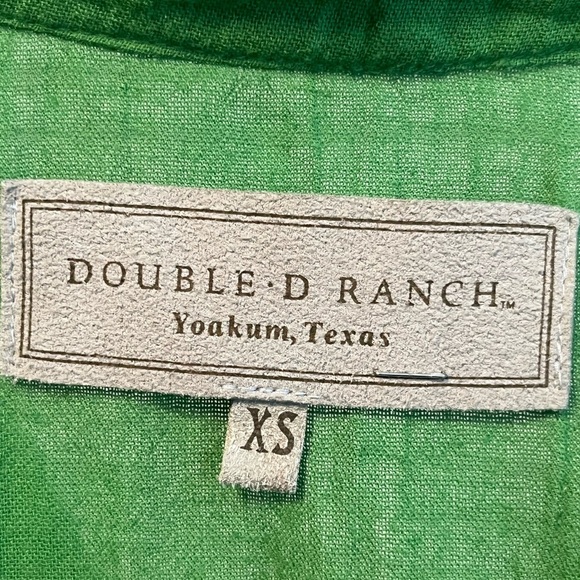 DOUBLE·D RANCH™
Yoakum, Texas
XS